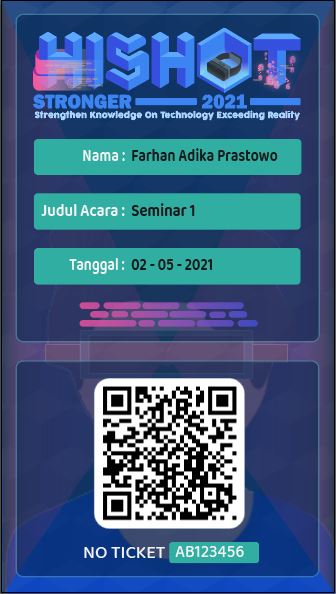 HISHOT
STRONGER 2021
Strengthen Knowledge On Technology Exceeding Reality
Nama : Farhan Adika Prastowo
Judul Acara : Seminar 1
Tanggal : 02 - 05 - 2021
NO TICKET AB123456